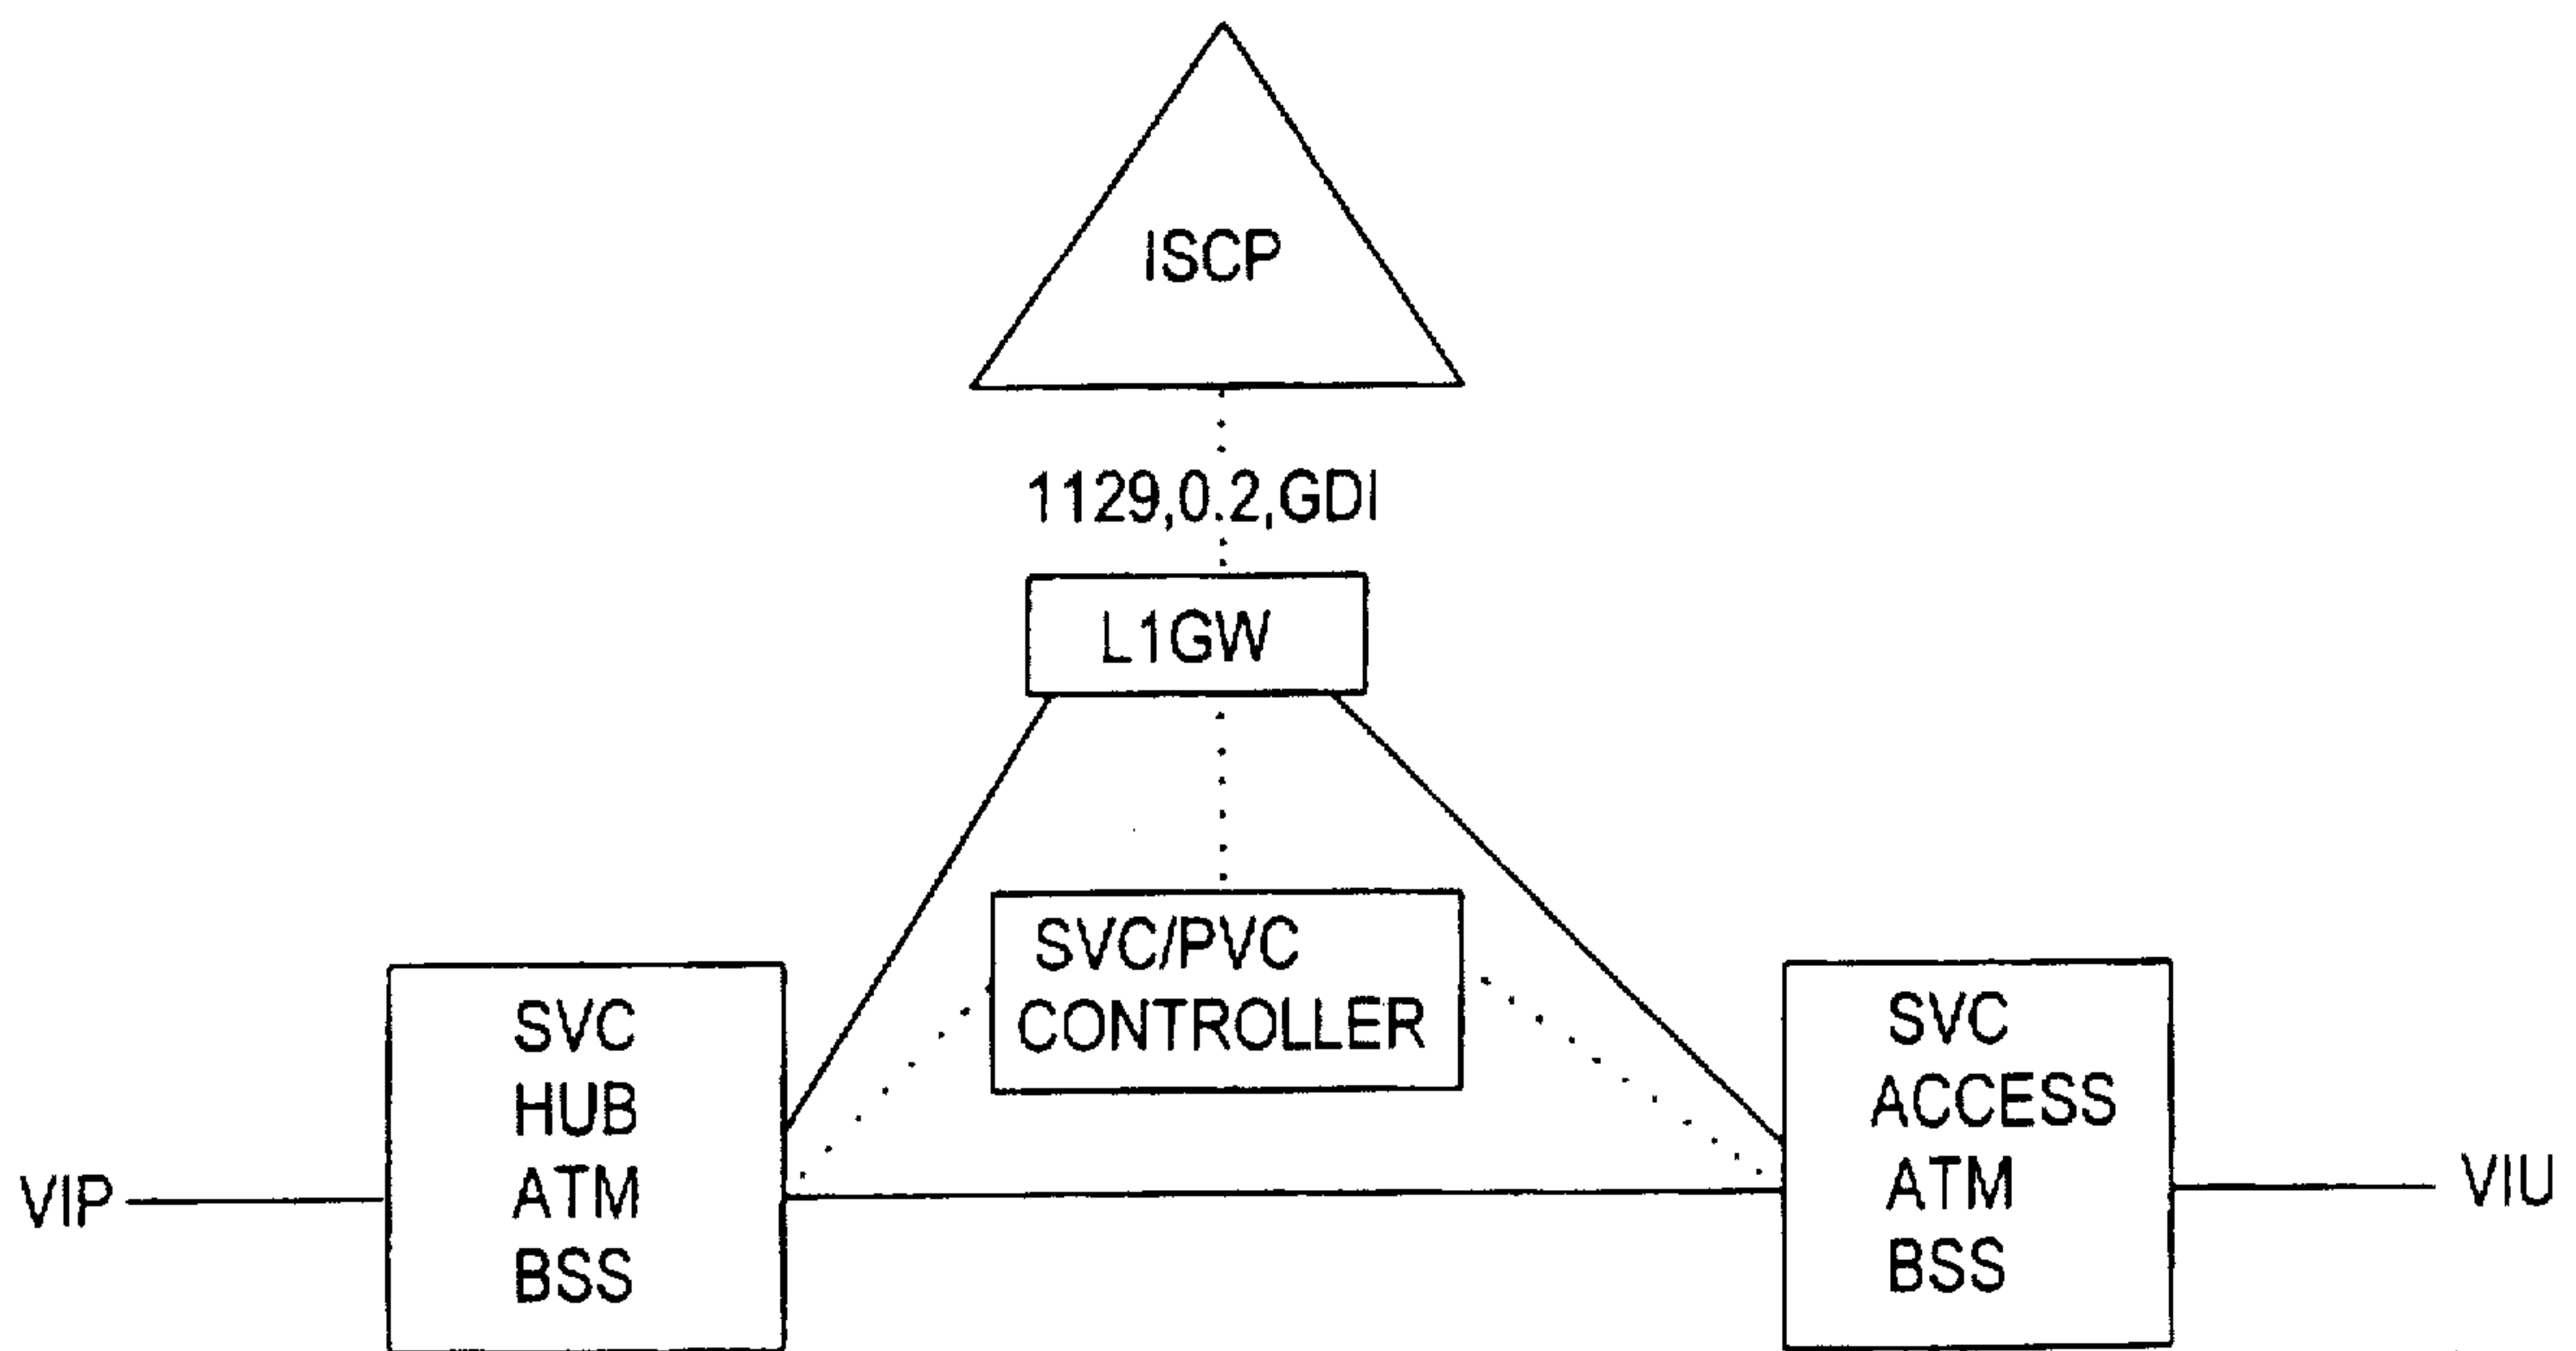 ISCP
1129,0.2,GDI
L1GW
SVC/PVC
CONTROLLER
SVC
HUB
ATM
BSS
SVC
ACCESS
ATM
BSS
VIP
VIU